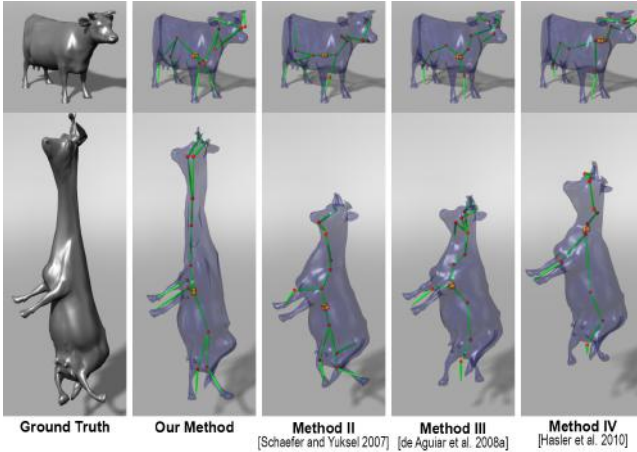 Ground Truth
Our Method
Method II
[Schaefer and Yuksel 2007]
Method III
[de Aguiar et al. 2008a]
Method IV
[Hasler et al. 2010]